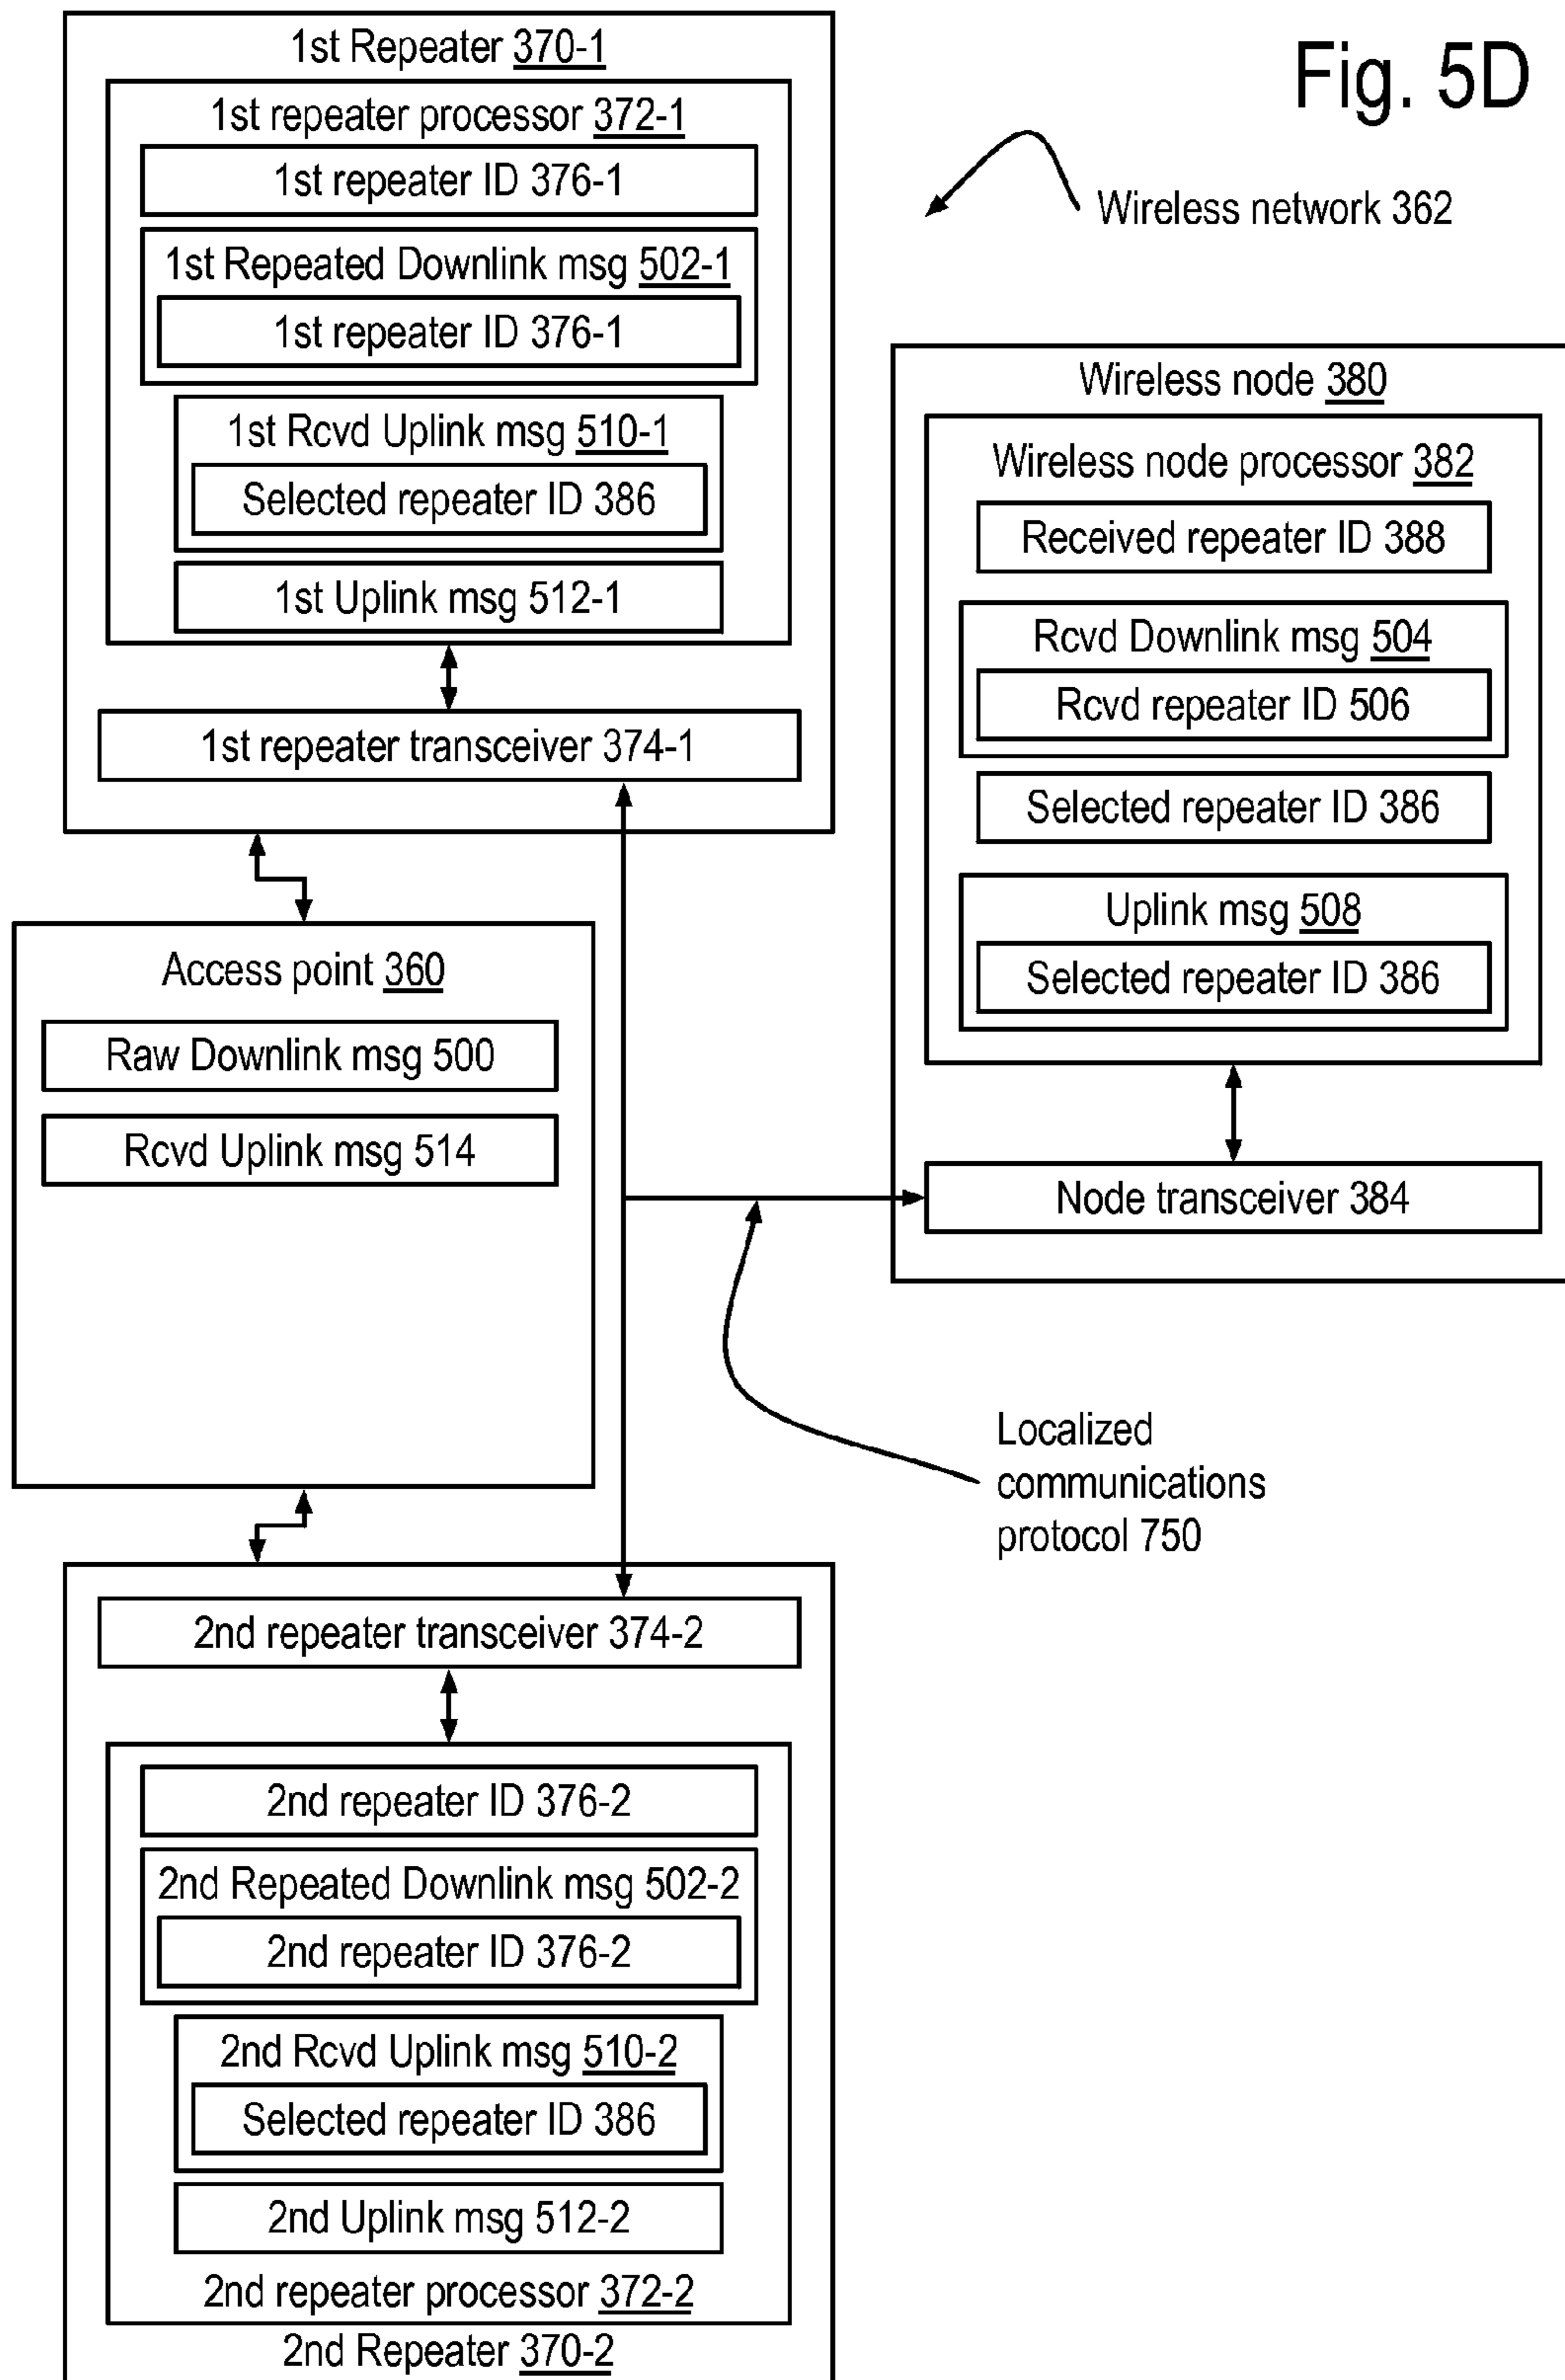 Fig. 5D
Wireless network 362
1st Repeater 370-1
1st repeater processor 372-1
1st repeater ID 376-1
1st Repeated Downlink msg 502-1
1st repeater ID 376-1
1st Rcvd Uplink msg 510-1
Selected repeater ID 386
1st Uplink msg 512-1
1st repeater transceiver 374-1
Wireless node 380
Wireless node processor 382
Received repeater ID 388
Rcvd Downlink msg 504
Rcvd repeater ID 506
Selected repeater ID 386
Uplink msg 508
Selected repeater ID 386
Node transceiver 384
Access point 360
Raw Downlink msg 500
Rcvd Uplink msg 514
Localized
communications
protocol 750
2nd repeater transceiver 374-2
2nd repeater ID 376-2
2nd Repeated Downlink msg 502-2
2nd repeater ID 376-2
2nd Rcvd Uplink msg 510-2
Selected repeater ID 386
2nd Uplink msg 512-2
2nd repeater processor 372-2
2nd Repeater 370-2